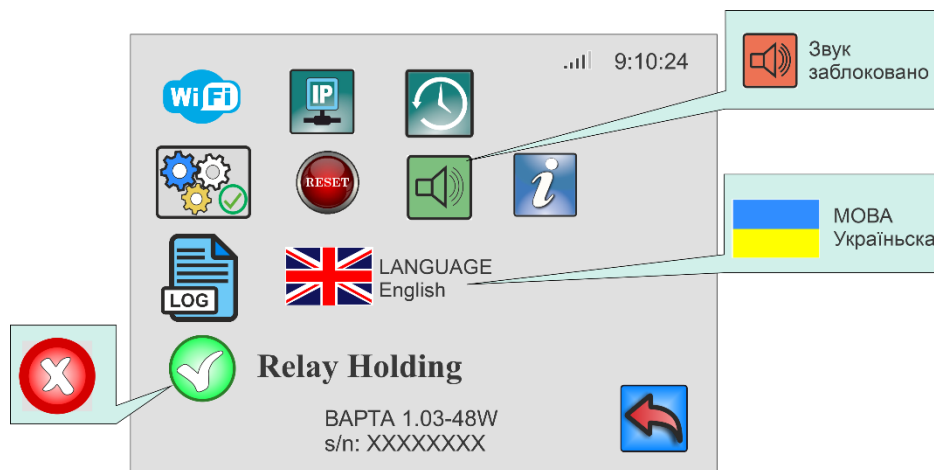 9:10:24
Звук
заблоковано
WiFi
IP
RESET
i
МОВА
Україньска
LANGUAGE
English
LOG
Relay Holding
ВАРТА 1.03-48W
s/n: XXXXXXXX